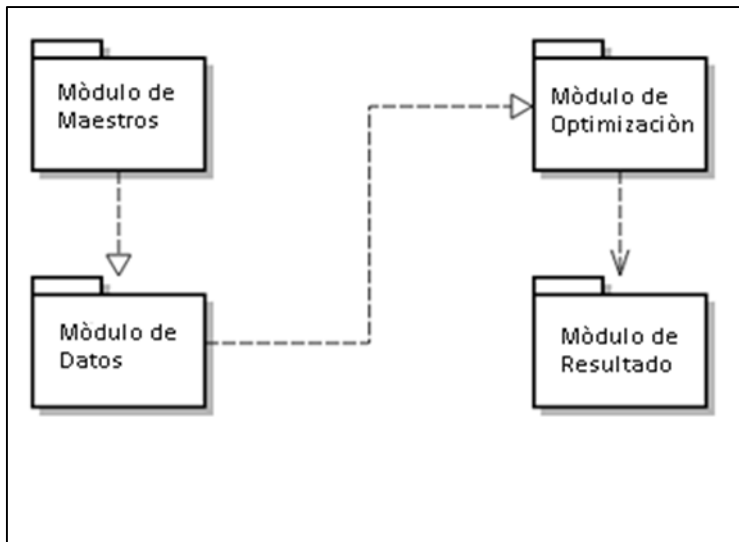 Mòdulo de
Maestros
Mòdulo de
Optimizaciòn
Mòdulo de
Datos
Mòdulo de
Resultado